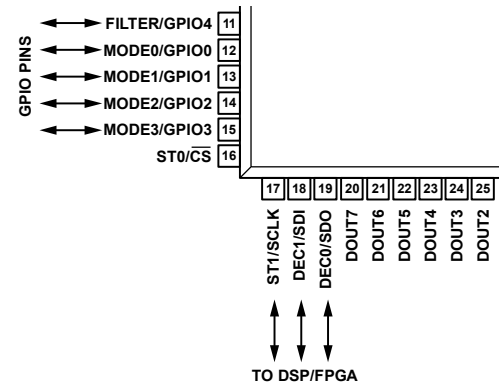 GPIO PINS
FILTER/GPIO4 11
MODE0/GPIO0 12
MODE1/GPIO1 13
MODE2/GPIO2 14
MODE3/GPIO3 15
ST0/CS 16
17 18 19 20 21 22 23 24 25
ST1/SCLK
DEC1/SDI
DEC0/SDO
DOUT7
DOUT6
DOUT5
DOUT4
DOUT3
DOUT2
TO DSP/FPGA